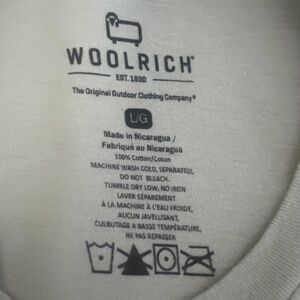 WOOLRICH®
EST. 1830
The Original Outdoor Clothing Company®
L/G
Made in Nicaragua /
Fabriqué au Nicaragua
100% Cotton/Coton
MACHINE WASH COLD, SEPARATELY,
DO NOT BLEACH.
TUMBLE DRY LOW, NO IRON
LAVER SÉPARÉMENT
À LA MACHINE À L'EAU FROIDE,
AUCUN JAVELLISANT,
CULBUTAGE A BASSE TEMPÉRATURE,
NE PAS REPASSER